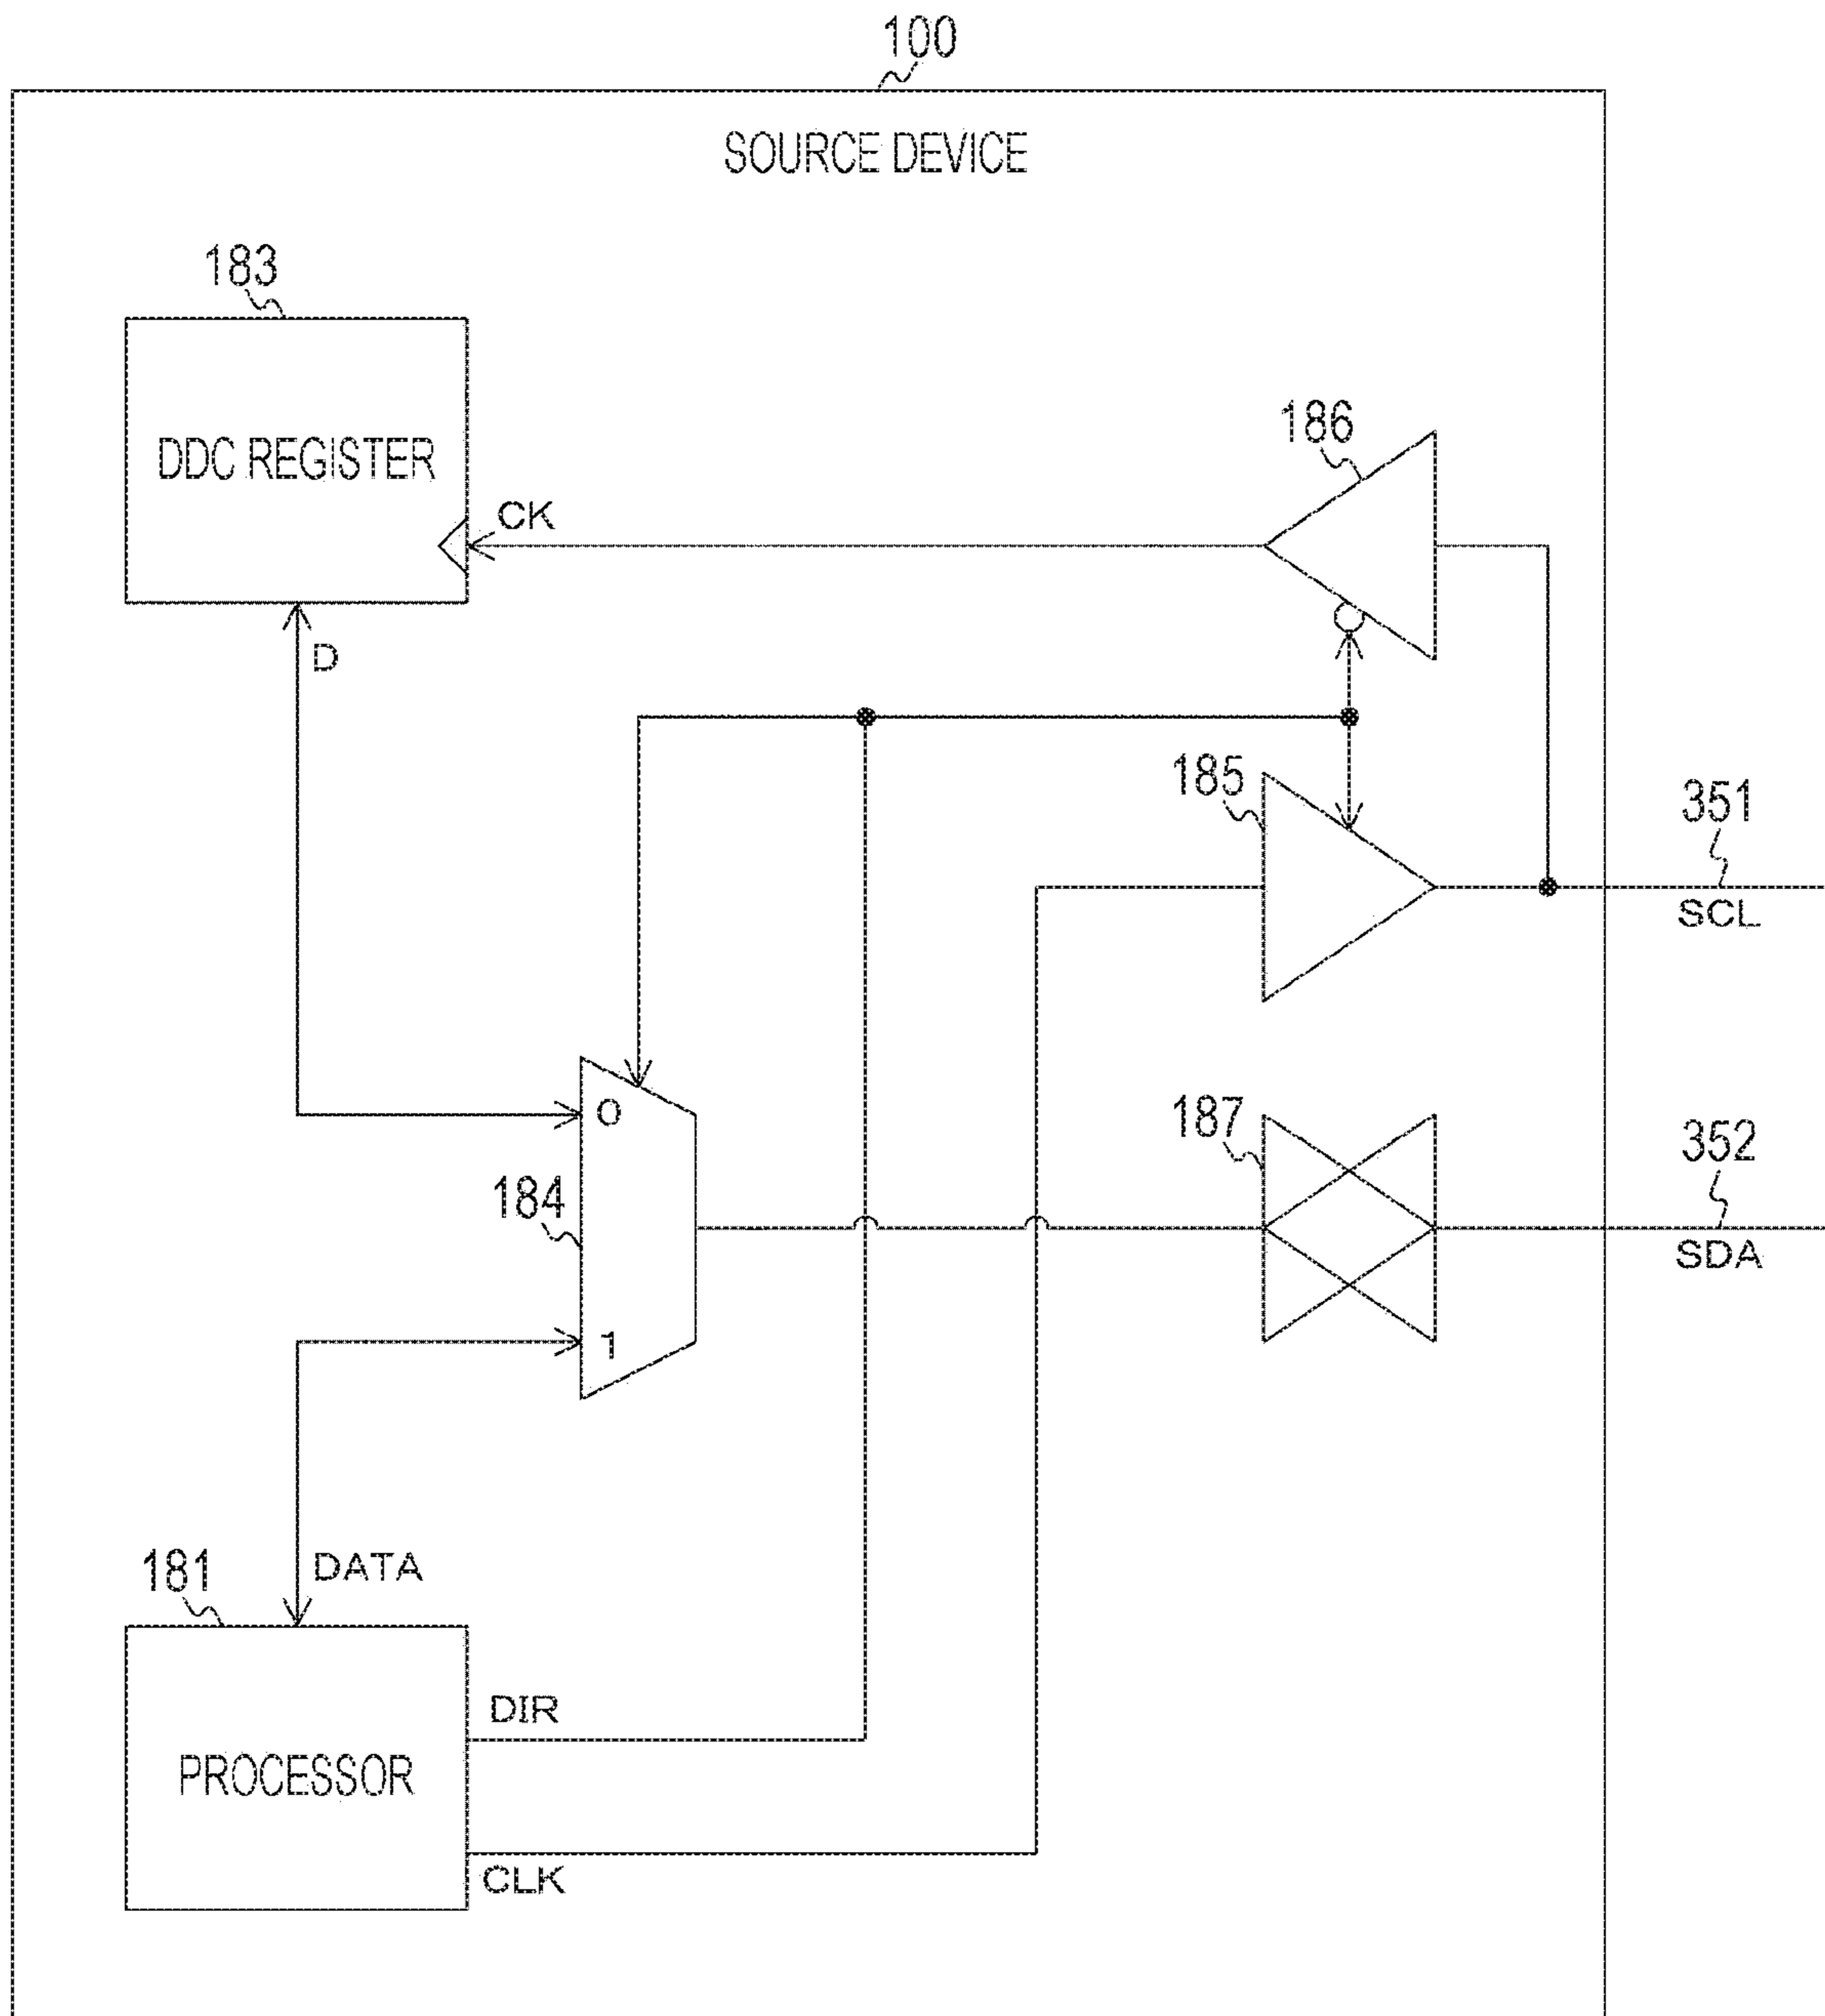 100
SOURCE DEVICE
183
DDC REGISTER
CK
186
D
185
351
SCL
0
184
1
187
352
SDA
181
DATA
DIR
PROCESSOR
CLK